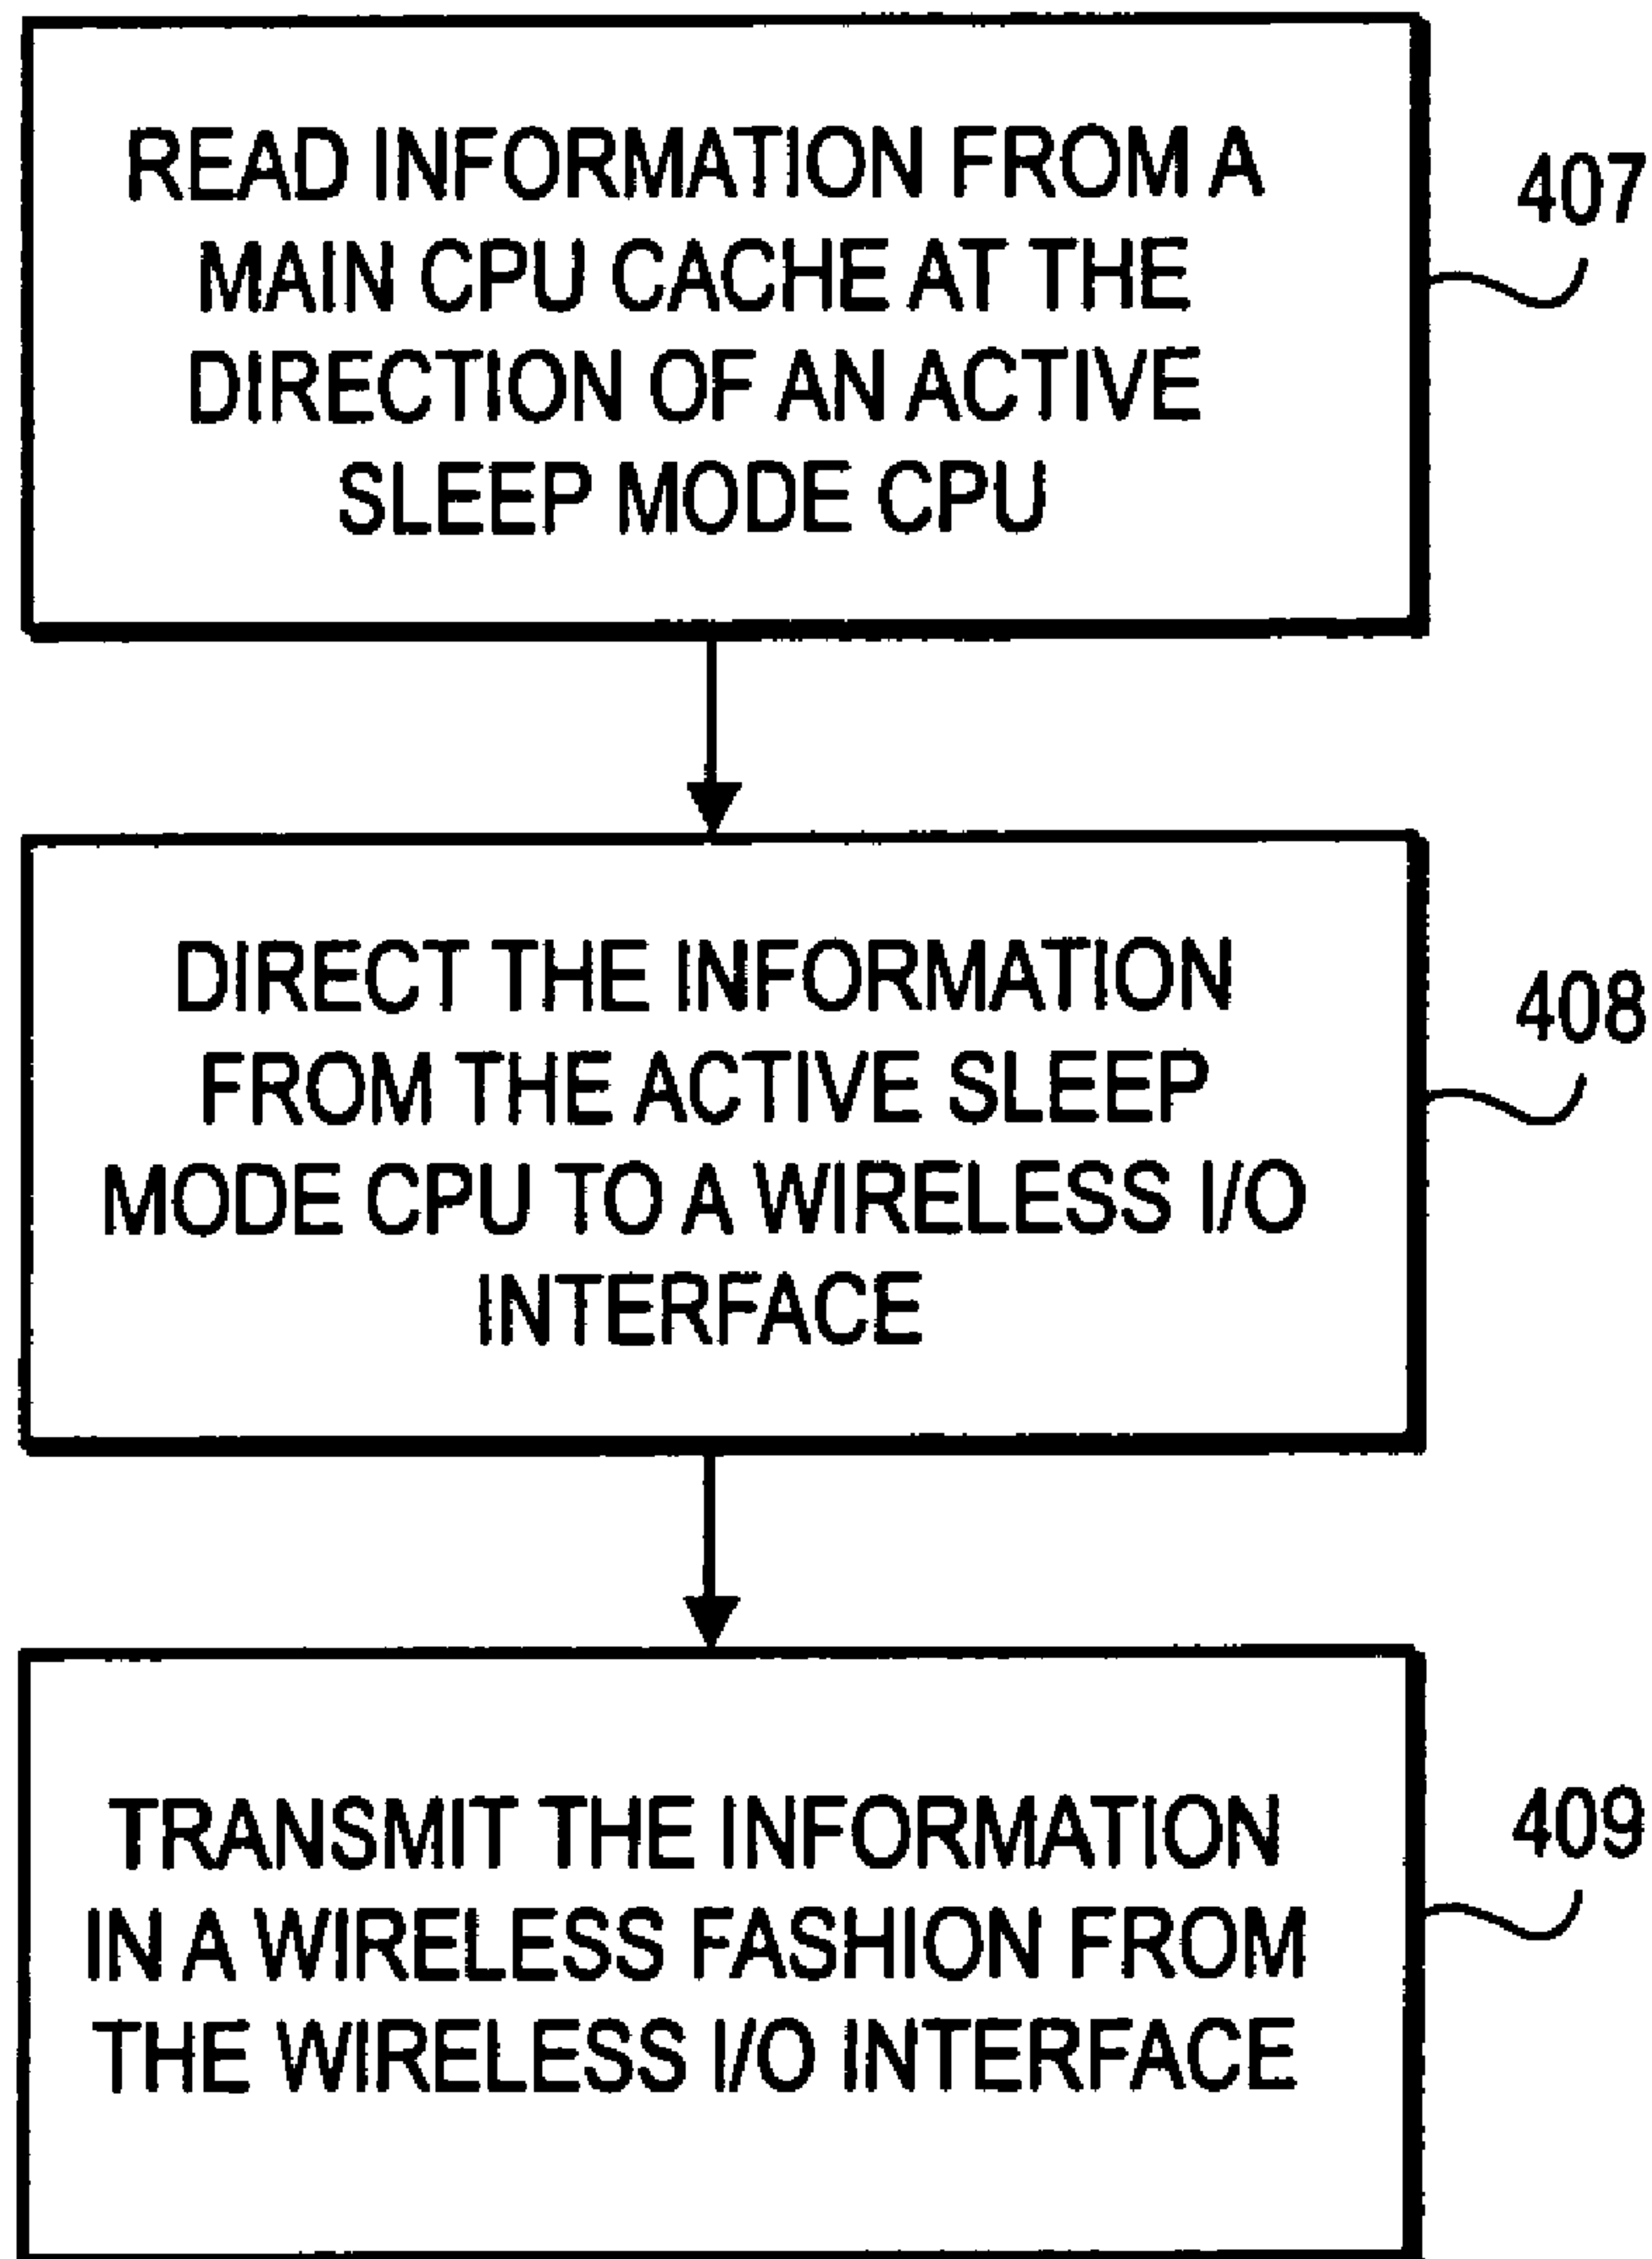 READ INFORMATION FROM A
MAIN CPU CACHE AT THE
DIRECTION OF AN ACTIVE
SLEEP MODE CPU
407
DIRECT THE INFORMATION
FROM THE ACTIVE SLEEP
MODE CPU TO A WIRELESS I/O
INTERFACE
408
TRANSMIT THE INFORMATION
IN A WIRELESS FASHION FROM
THE WIRELESS I/O INTERFACE
409